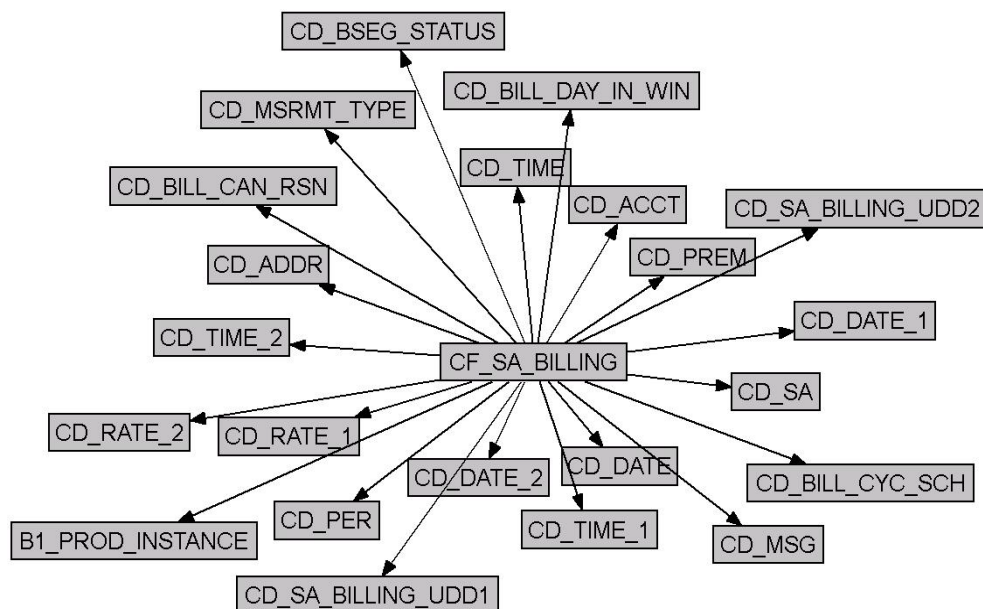 CD_BSEG_STATUS
CD_BILL_DAY_IN_WIN
CD_MSRMT_TYPE
CD_TIME
CD_BILL_CAN_RSN
CD_ACCT
CD_SA_BILLING_UDD2
CD_ADDR
CD_PREM
CD_DATE_1
CD_TIME_2
CF_SA_BILLING
CD_SA
CD_RATE_2
CD_RATE_1
CD_DATE_2
CD_DATE
CD_BILL_CYC_SCH
CD_PER
CD_TIME_1
B1_PROD_INSTANCE
CD_MSG
CD_SA_BILLING_UDD1